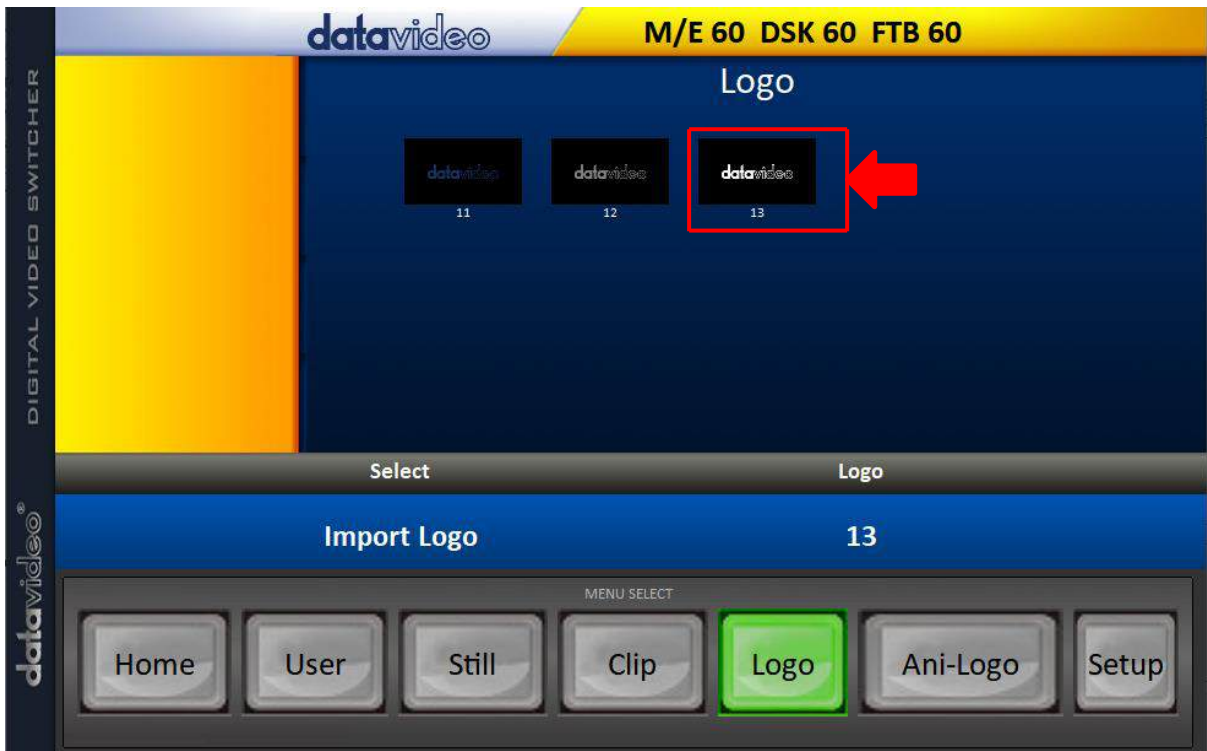 datavideo
M/E 60 DSK 60 FTB 60
DIGITAL VIDEO SWITCHER
datavideo®
Logo
datavideo
datavideo
datavideo
11
12
13
Select
Logo
Import Logo
13
MENU SELECT
Home
User
Still
Clip
Logo
Ani-Logo
Setup